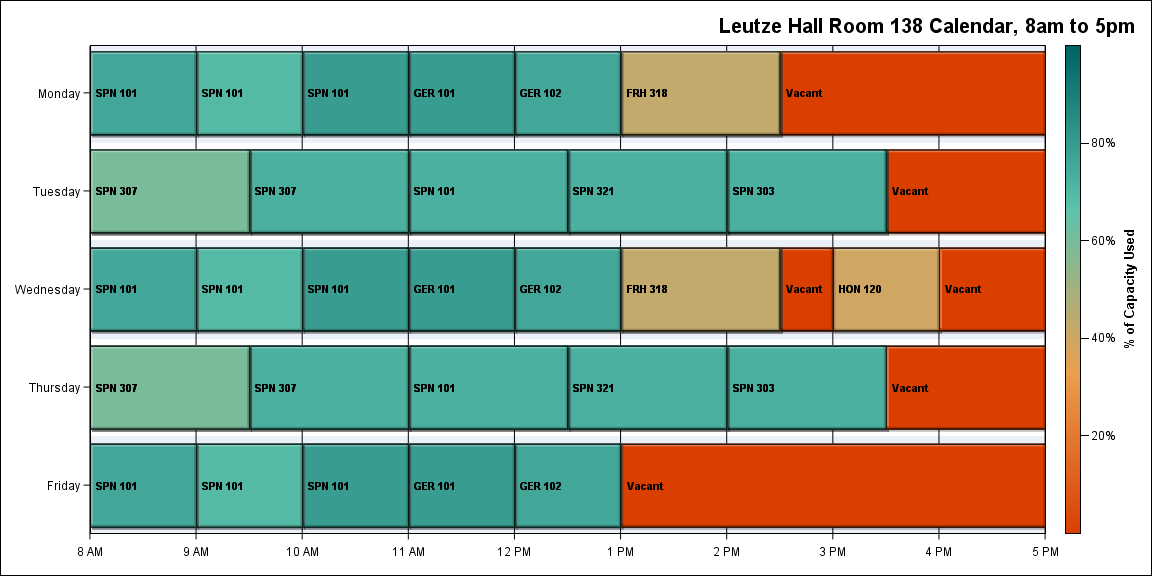 Leutze Hall Room 138 Calendar, 8am to 5pm
Monday
SPN 101
SPN 101
SPN 101
GER 101
GER 102
FRH 318
Vacant
Tuesday
SPN 307
SPN 307
SPN 101
SPN 321
SPN 303
Vacant
Wednesday
SPN 101
SPN 101
SPN 101
GER 101
GER 102
FRH 318
Vacant
HON 120
Vacant
Thursday
SPN 307
SPN 307
SPN 101
SPN 321
SPN 303
Vacant
Friday
SPN 101
SPN 101
SPN 101
GER 101
GER 102
Vacant
8 AM
9 AM
10 AM
11 AM
12 PM
1 PM
2 PM
3 PM
4 PM
5 PM
80%
60%
40%
20%
% of Capacity Used